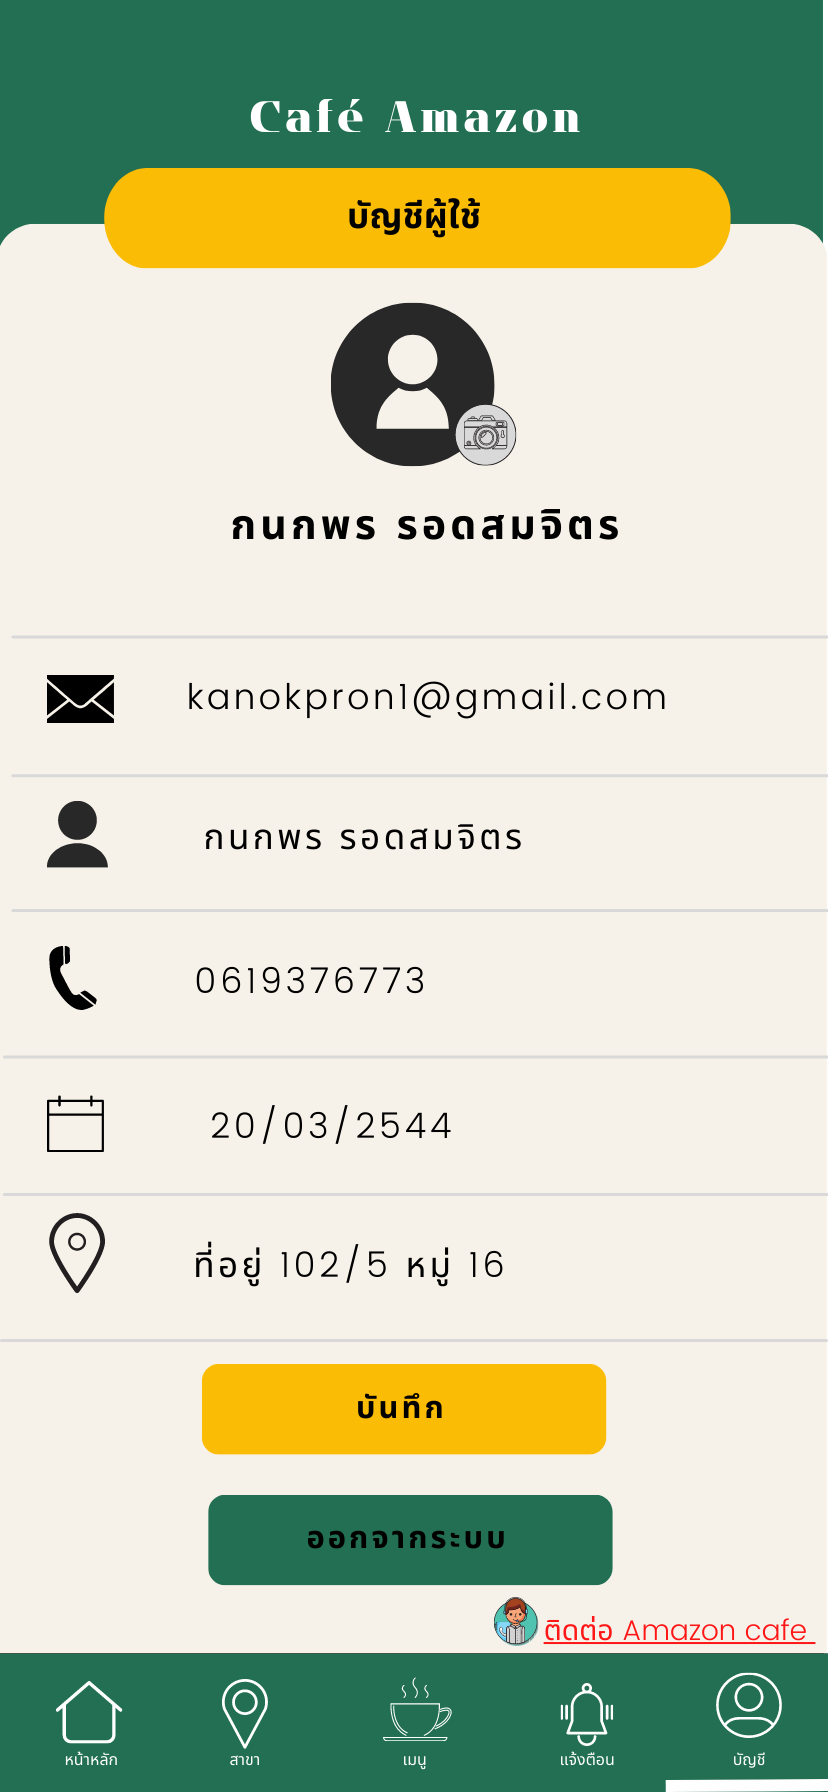 Café Amazon
บัญชีผู้ใช้
กนกพร รอดสมจิตร
kanokpron1@gmail.com
กนกพร รอดสมจิตร
0619376773
20/03/2544
ที่อยู่ 102/5 หมู่ 16
บันทึก
ออกจากระบบ
ติดต่อ Amazon cafe
หน้าหลัก
สาขา
เมนู
แจ้งตือน
บัญชี